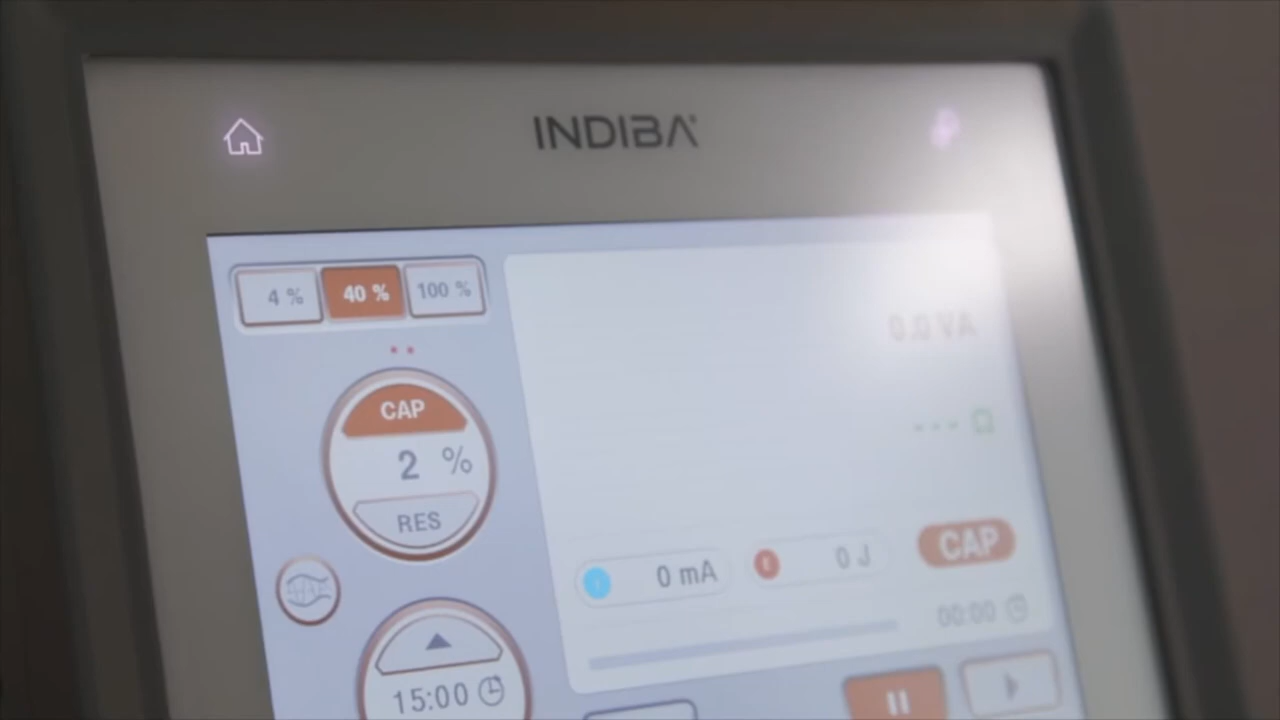 INDIBA
4 % 40 % 100 %
0.0 VA
CAP
2 %
RES
--- Ω
0 mA
0 J
CAP
00:00
15:00